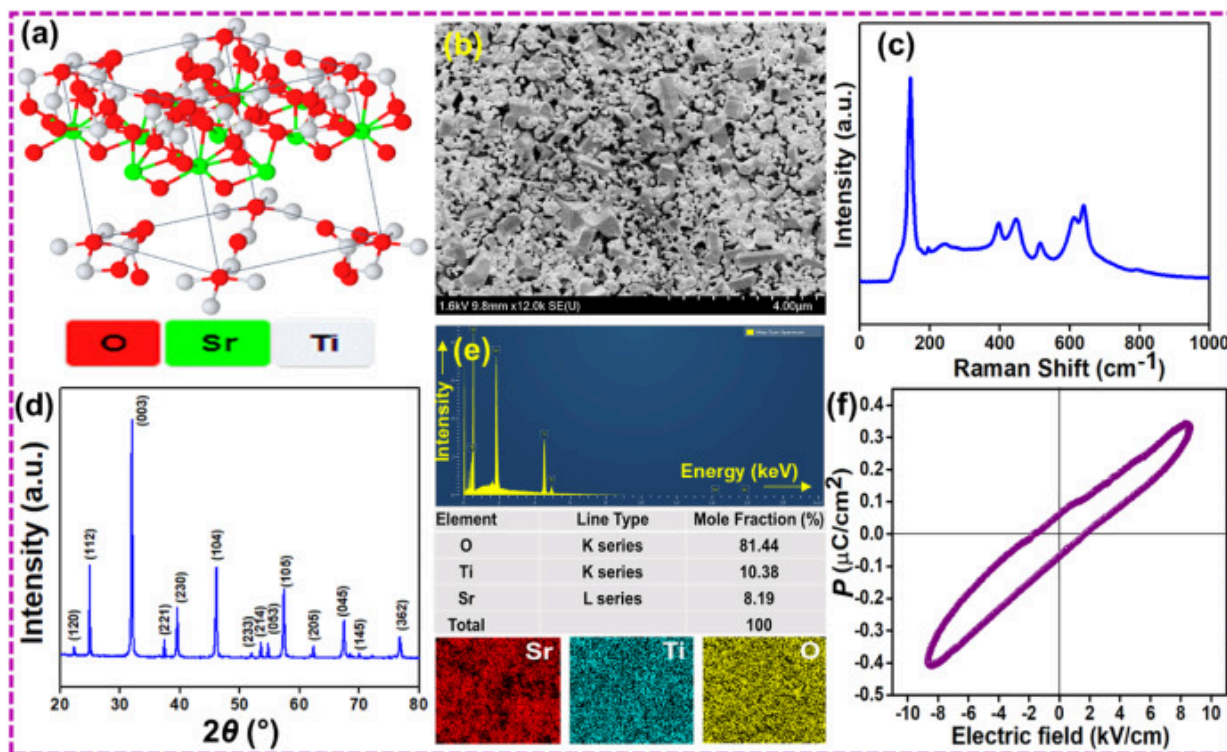 (a)
O Sr Ti
(b)
1.6kV 9.8mm x12.0k SE(U) 4.00μm
(c)
Intensity (a.u.)
0 200 400 600 800 1000
Raman Shift (cm-1)
(d)
Intensity (a.u.)
(120)
(112)
(003)
(221)
(230)
(104)
(233)
(214)
(053)
(105)
(205)
(045)
(145)
(362)
20 30 40 50 60 70 80
2θ (°)
(e)
Intensity
Energy (keV)
Element Line Type Mole Fraction (%)
O K series 81.44
Ti K series 10.38
Sr L series 8.19
Total 100
Sr Ti O
(f)
P (μC/cm2)
0.4
0.3
0.2
0.1
0.0
-0.1
-0.2
-0.3
-0.4
-0.5
-10 -8 -6 -4 -2 0 2 4 6 8 10
Electric field (kV/cm)